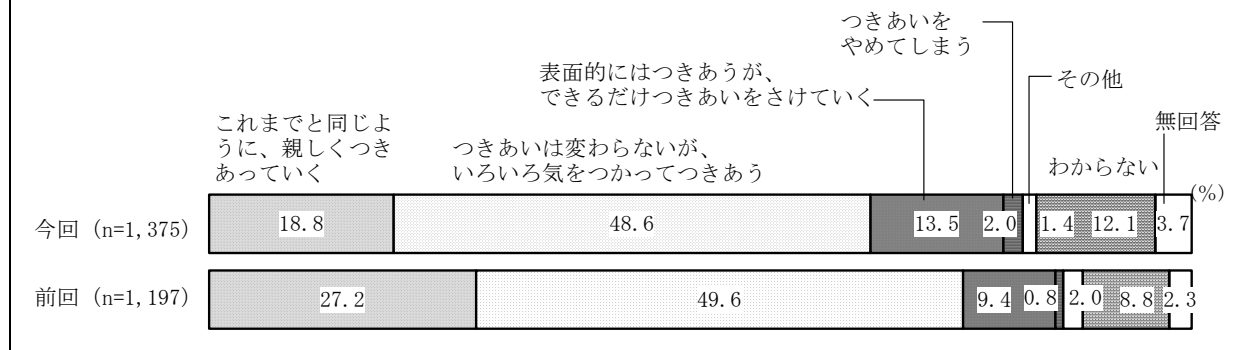 つきあいを
やめてしまう
表面的にはつきあうが、
できるだけつきあいをさけていく
その他
これまでと同じよ
うに、親しくつき
あっていく
つきあいは変わらないが、
いろいろ気をつかってつきあう
わからない
無回答
(%)
今回 (n=1,375) 18.8 48.6 13.5 2.0 1.4 12.1 3.7
前回 (n=1,197) 27.2 49.6 9.4 0.8 2.0 8.8 2.3